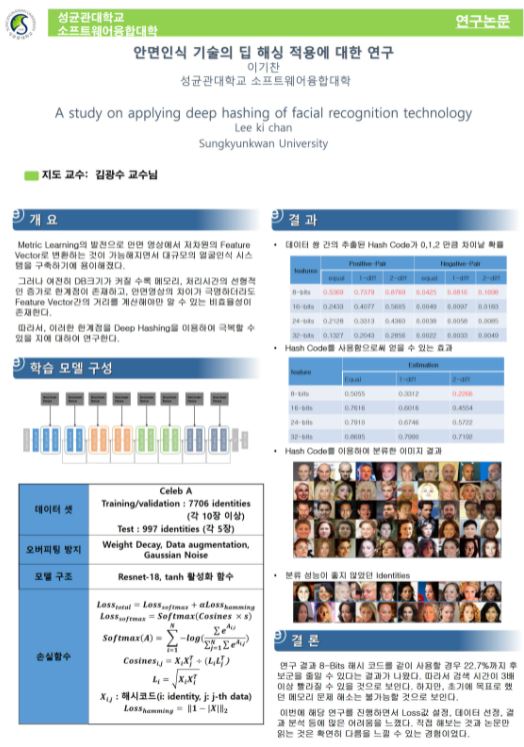 성균관대학교
소프트웨어융합대학
연구논문
안면인식 기술의 딥 해싱 적용에 대한 연구
이기찬
성균관대학교 소프트웨어융합대학
A study on applying deep hashing of facial recognition technology
Lee ki chan
Sungkyunkwan University
지도 교수: 김광수 교수님
개 요
Metric Learning의 발전으로 안면 영상에서 저차원의 Feature
Vector로 변환하는 것이 가능해지면서 대규모의 얼굴인식 시스
템을 구축하기에 용이해졌다.
그러나 여전히 DB크기가 커질 수록 메모리, 처리시간의 선형적
인 증가로 한계점이 존재하고, 안면영상의 차이가 극명하더라도
Feature Vector간의 거리를 계산해야만 알 수 있는 비효율성이
존재한다.
따라서, 이러한 한계점을 Deep Hashing을 이용하여 극복할 수
있을 지에 대하여 연구한다.
학습 모델 구성
데이터 셋
Celeb A
Training/validation : 7706 identities
(각 10장 이상)
Test : 997 identities (각 5장)
오버피팅 방지
Weight Decay, Data augmentation,
Gaussian Noise
모델 구조
Resnet-18, tanh 활성화 함수
손실함수
Loss_total = Loss_softmax + αLoss_hamming
Loss_softmax = Softmax(Cosines × s)
Softmax(A) = ∑_{i=1}^{N} −log(∑e^{A_{i,j}} / ∑_{j=1}^{N} ∑e^{A_{i,j}})
Cosines_{i,j} = X_i X_j^T ÷ (L_i L_j^T)
L_i = √(X_i X_i^T)
X_{i,j} : 해시코드(i: identity, j: j-th data)
Loss_hamming = ‖1 − |X|‖_2
결 과
• 데이터 쌍 간의 추출된 Hash Code가 0,1,2 만큼 차이날 확률
features Positive-Pair Negative-Pair
equal 1-diff 2-diff equal 1-diff 2-diff
8-bits 0.5369 0.7379 0.8763 0.0425 0.0816
16-bits 0.2433 0.4077 0.5685 0.0049 0.0097 0.0193
24-bits 0.2128 0.3313 0.4393 0.0038 0.0058 0.0085
32-bits 0.1327 0.2043 0.2856 0.0022 0.0033 0.0049
• Hash Code를 사용함으로써 얻을 수 있는 효과
feature Estimation
Equal 1-diff 2-diff
8-bits 0.5055 0.3312 0.2266
16-bits 0.7616 0.6016 0.4554
24-bits 0.7910 0.6746 0.5722
32-bits 0.8685 0.7192
• Hash Code를 이용하여 분류한 이미지 결과
• 분류 성능이 좋지 않았던 Identities
결 론
연구 결과 8-Bits 해시 코드를 같이 사용할 경우 22.7%까지 후
보군을 줄일 수 있다는 결과가 나왔다. 따라서 검색 시간이 3배
이상 빨라질 수 있을 것으로 보인다. 하지만, 초기에 목표로 했
던 메모리 문제 해소는 불가능할 것으로 보인다.
이번에 해당 연구를 진행하면서 Loss값 설정, 데이터 선정, 결
과 분석 등에 많은 어려움을 느꼈다. 직접 해보는 것과 논문만
읽는 것은 확연히 다름을 느낄 수 있는 경험이었다.